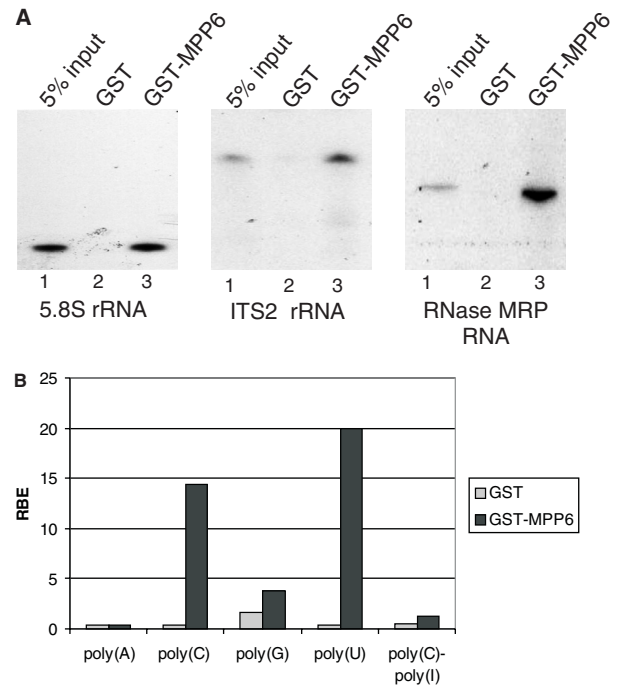 A
5% input GST GST-MPP6
5% input GST GST-MPP6
5% input GST GST-MPP6
1 2 3
1 2 3
1 2 3
5.8S rRNA
ITS2 rRNA
RNase MRP
RNA
B
25
20
15
10
5
0
RBE
GST
GST-MPP6
poly(A) poly(C) poly(G) poly(U) poly(C)-
poly(I)